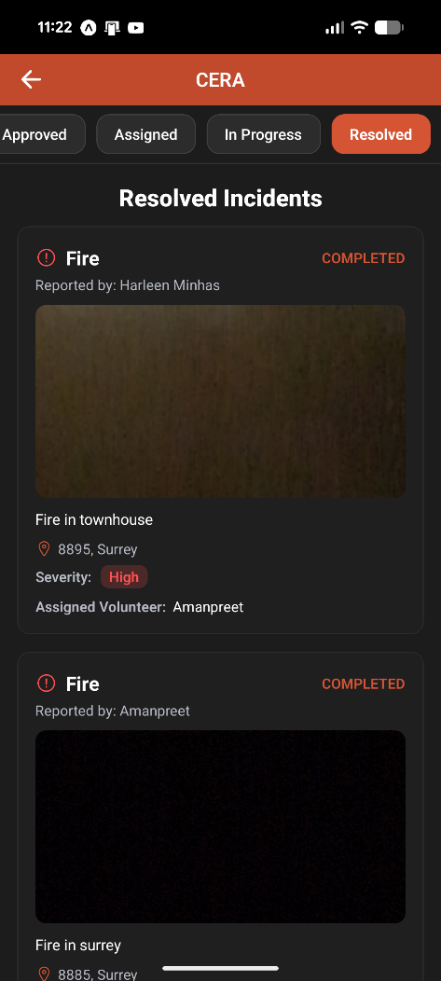 11:22
CERA
Approved Assigned In Progress Resolved
Resolved Incidents
Fire COMPLETED
Reported by: Harleen Minhas
Fire in townhouse
8895, Surrey
Severity: High
Assigned Volunteer: Amanpreet
Fire COMPLETED
Reported by: Amanpreet
Fire in surrey
8885, Surrey